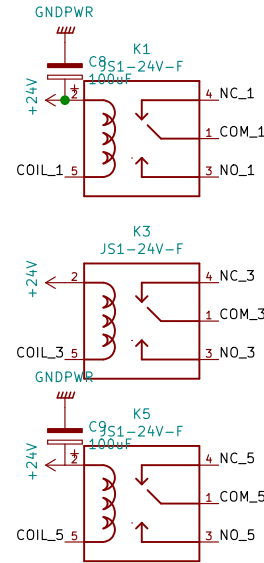 GNDPWR
K1
C8
JS1-24V-F
100uF
+24V
+
2
4
NC_1
1
COM_1
COIL_1
5
3
NO_1
K3
JS1-24V-F
+24V
2
4
NC_3
1
COM_3
COIL_3
5
3
NO_3
GNDPWR
K5
C9
JS1-24V-F
100uF
+24V
+
2
4
NC_5
1
COM_5
COIL_5
5
3
NO_5